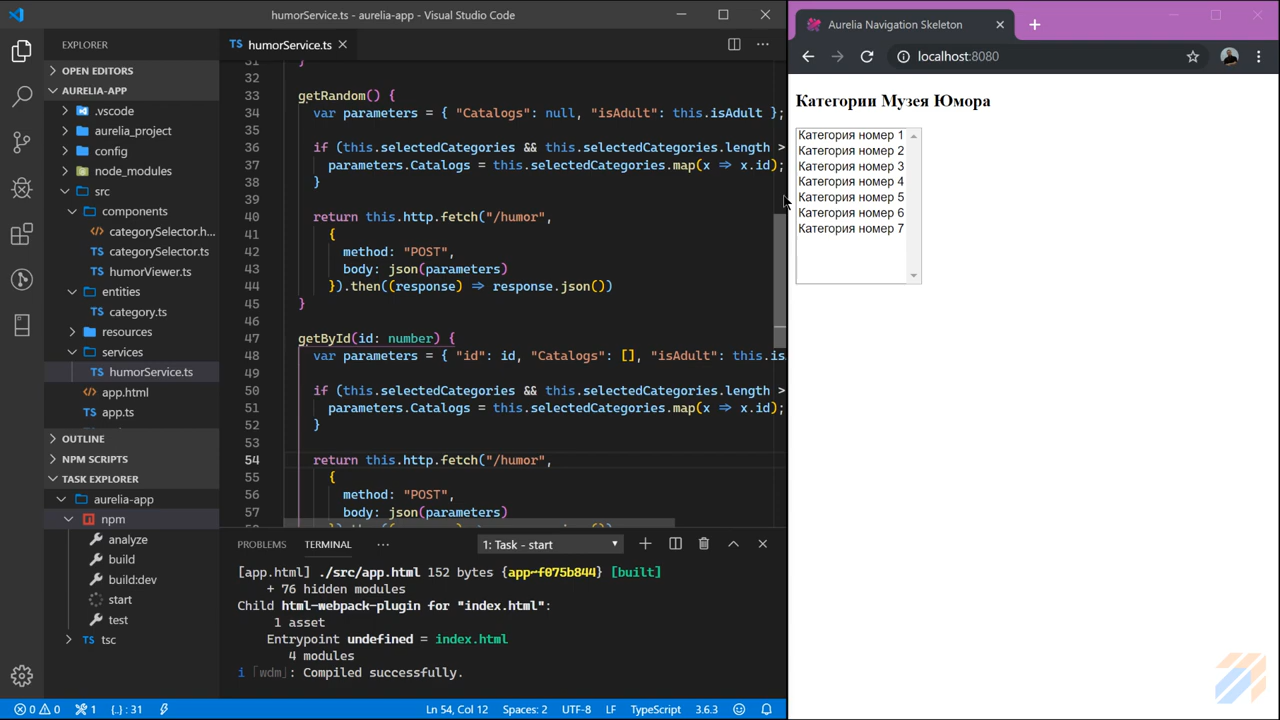 humorService.ts - aurelia-app - Visual Studio Code
EXPLORER
OPEN EDITORS
AURELIA-APP
.vscode
aurelia_project
config
node_modules
src
components
categorySelector.h...
categorySelector.ts
humorViewer.ts
entities
category.ts
resources
services
humorService.ts
app.html
app.ts
OUTLINE
NPM SCRIPTS
TASK EXPLORER
aurelia-app
npm
analyze
build
build:dev
start
test
TS tsc
TS humorService.ts
31 }
32
33 getRandom() {
34 var parameters = { "Catalogs": null, "isAdult": this.isAdult };
35
36 if (this.selectedCategories && this.selectedCategories.length >
37 parameters.Catalogs = this.selectedCategories.map(x => x.id);
38 }
39
40 return this.http.fetch("/humor",
41 {
42 method: "POST",
43 body: json(parameters)
44 }).then((response) => response.json())
45 }
46
47 getById(id: number) {
48 var parameters = { "id": id, "Catalogs": [], "isAdult": this.is
49
50 if (this.selectedCategories && this.selectedCategories.length >
51 parameters.Catalogs = this.selectedCategories.map(x => x.id);
52 }
53
54 return this.http.fetch("/humor",
55 {
56 method: "POST",
57 body: json(parameters)
PROBLEMS TERMINAL ... 1: Task - start
[app.html] ./src/app.html 152 bytes {app~f075b844} [built]
+ 76 hidden modules
Child html-webpack-plugin for "index.html":
1 asset
Entrypoint undefined = index.html
4 modules
i ｢wdm｣: Compiled successfully.
0 0 1 {..} : 31 Ln 54, Col 12 Spaces: 2 UTF-8 LF TypeScript 3.6.3
Aurelia Navigation Skeleton
localhost:8080
Категории Музея Юмора
Категория номер 1
Категория номер 2
Категория номер 3
Категория номер 4
Категория номер 5
Категория номер 6
Категория номер 7